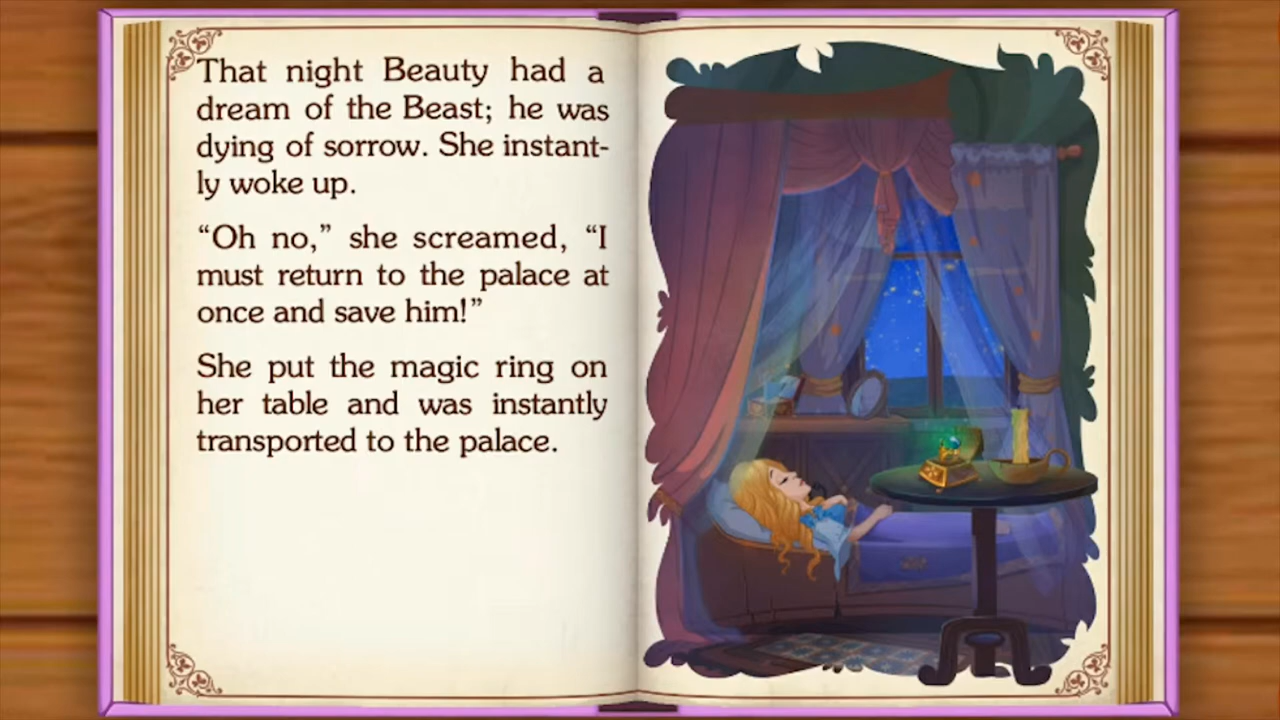 That night Beauty had a
dream of the Beast; he was
dying of sorrow. She instant-
ly woke up.
“Oh no,” she screamed, “I
must return to the palace at
once and save him!”
She put the magic ring on
her table and was instantly
transported to the palace.